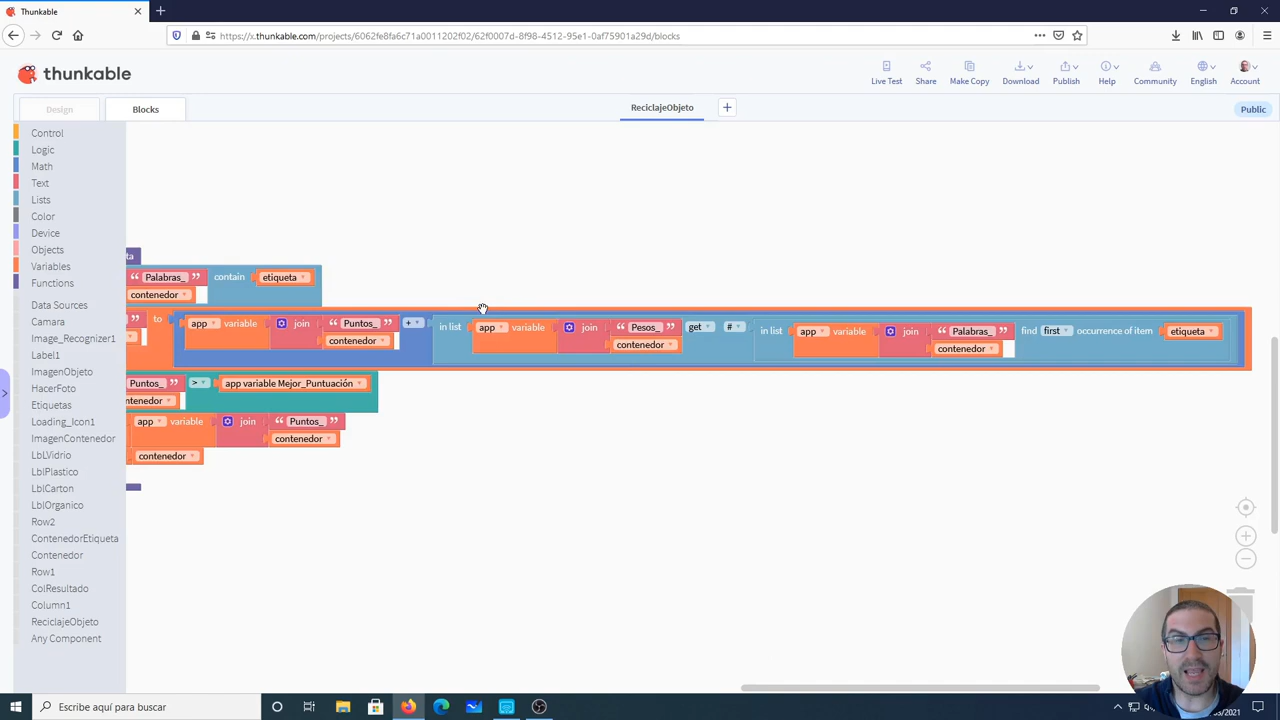 Thunkable
https://x.thunkable.com/projects/6062fe8fa6c71a0011202f02/62f0007d-8f98-4512-95e1-0af75901a29d/blocks
thunkable
Live Test
Share
Make Copy
Download
Publish
Help
Community
English
Account
Design
Blocks
ReciclajeObjeto
Public
Control
Logic
Math
Text
Lists
Color
Device
Objects
Variables
Functions
Data Sources
Camara
Image_Recognizer1
Label1
ImagenObjeto
HacerFoto
Etiquetas
Loading_Icon1
ImagenContenedor
LbLVidrio
LbPlastico
LbCarton
LbOrganico
Row2
ContenedorEtiqueta
Contenedor
Row1
ColResultado
Column1
ReciclajeObjeto
Any Component
ta
“ Palabras_ ” contain etiqueta
contenedor
” to app variable join “ Puntos_ ” + in list app variable join “ Pesos_ ” get # in list app variable join “ Palabras_ ” find first occurrence of item etiqueta
contenedor contenedor contenedor
Puntos_ ” > app variable Mejor_Puntuación
ntenedor
app variable join “ Puntos_ ”
contenedor
contenedor
Escribe aquí para buscar